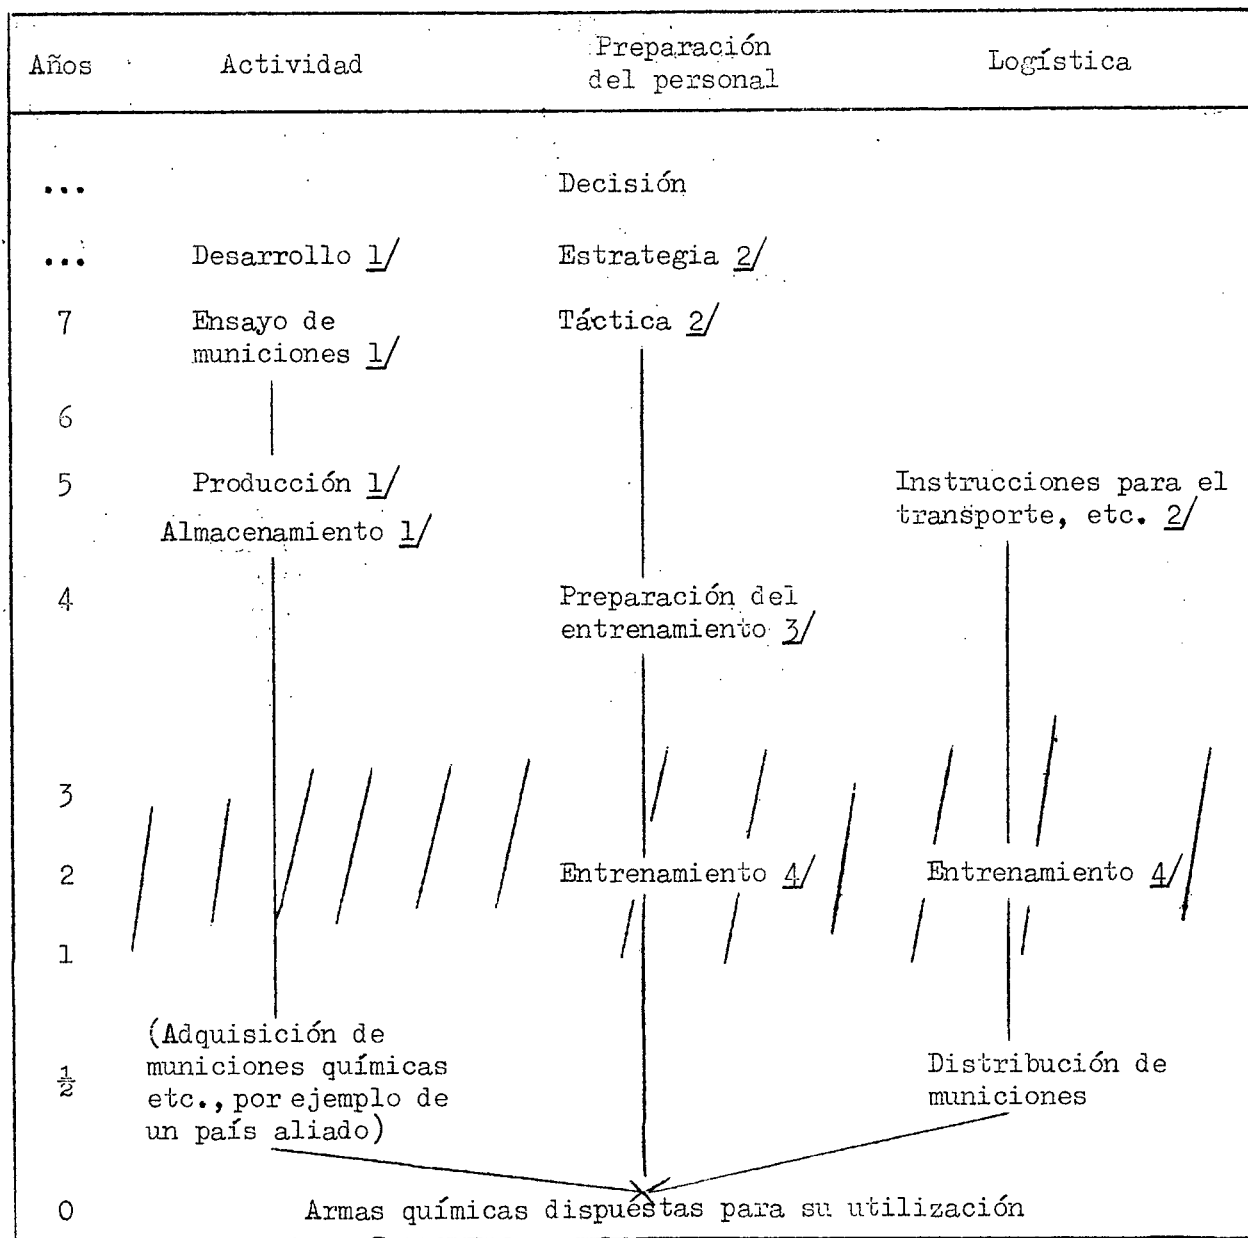 Años Actividad Preparación del personal Logística
... Decisión
... Desarrollo 1/ Estrategia 2/
7 Ensayo de municiones 1/ Táctica 2/
6
5 Producción 1/ Instrucciones para el transporte, etc. 2/
Almacenamiento 1/
4 Preparación del entrenamiento 3/
3
2 Entrenamiento 4/ Entrenamiento 4/
1
(Adquisición de
municiones químicas
etc., por ejemplo de
un país aliado)
½ Distribución de municiones
0 Armas químicas dispuestas para su utilización